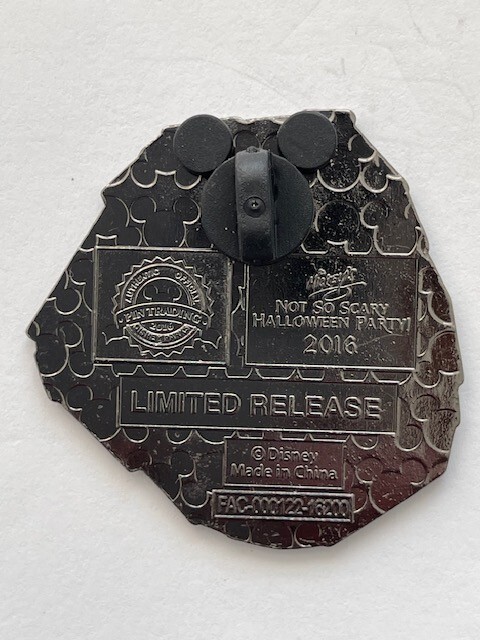 AUTHENTIC OFFICIAL
PIN TRADING
2016
Mickey's
NOT SO SCARY
HALLOWEEN PARTY!
2016
LIMITED RELEASE
© Disney
Made in China
FAC-000122-16200